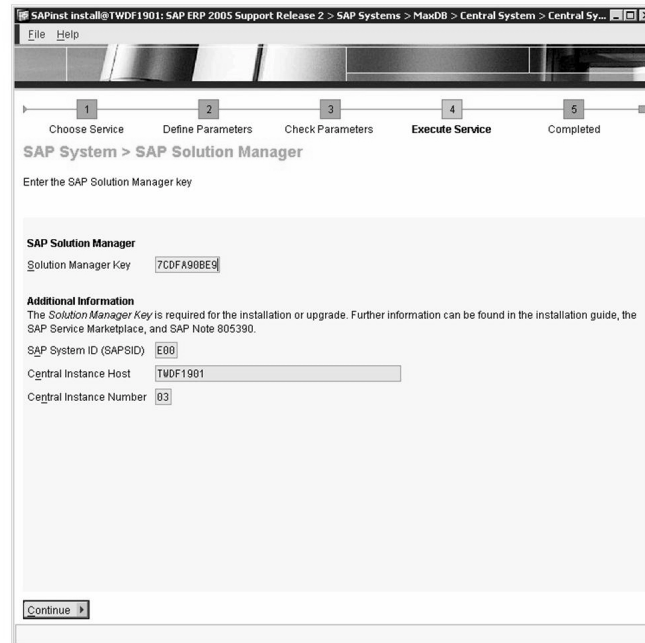 SAPinst install@TWDF1901: SAP ERP 2005 Support Release 2 > SAP Systems > MaxDB > Central System > Central Sy...
File Help
1 2 3 4 5
Choose Service Define Parameters Check Parameters Execute Service Completed
SAP System > SAP Solution Manager
Enter the SAP Solution Manager key
SAP Solution Manager
Solution Manager Key 7CDFA90BE9
Additional Information
The Solution Manager Key is required for the installation or upgrade. Further information can be found in the installation guide, the
SAP Service Marketplace, and SAP Note 805390.
SAP System ID (SAPSID) E00
Central Instance Host TWDF1901
Central Instance Number 03
Continue